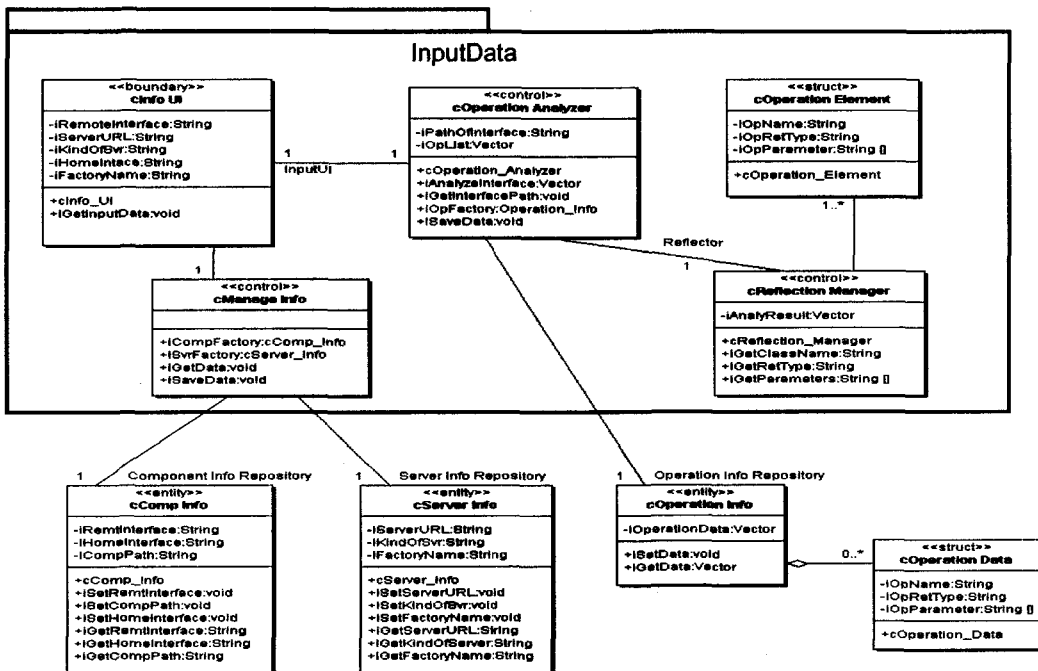 InputData
<<boundary>>
cInfo UI
-iRemoteInterface:String
-iServerURL:String
-iKindOfSvr:String
-iHomeIntace:String
-iFactoryName:String
+cInfo_UI
+iGetInputData:void
1
1
InputUI
<<control>>
cOperation Analyzer
-iPathOfInterface:String
-iOpList:Vector
+cOperation_Analyzer
+iAnalyzeInterface:Vector
+iGetInterfacePath:void
+iOpFactory:Operation_Info
+iSaveData:void
<<struct>>
cOperation Element
-iOpName:String
-iOpRetType:String
-iOpParameter:String []
+cOperation_Element
1..*
Reflector
1
1
<<control>>
cManage Info
+iCompFactory:cComp_Info
+iSvrFactory:cServer_Info
+iGetData:void
+iSaveData:void
<<control>>
cReflection Manager
-iAnalyResult:Vector
+cReflection_Manager
+iGetClassName:String
+iGetRetType:String
+iGetParameters:String []
1 Component Info Repository
<<entity>>
cComp Info
-iRemtInterface:String
-iHomeInterface:String
-iCompPath:String
+cComp_Info
+iSetRemtInterface:void
+iSetCompPath:void
+iSetHomeInterface:void
+iGetRemtInterface:String
+iGetHomeInterface:String
+iGetCompPath:String
1 Server Info Repository
<<entity>>
cServer Info
-iServerURL:String
-iKindOfSvr:String
-iFactoryName:String
+cServer_Info
+iSetServerURL:void
+iSetKindOfSvr:void
+iSetFactoryName:void
+iGetServerURL:String
+iGetKindOfServer:String
+iGetFactoryName:String
1 Operation Info Repository
<<entity>>
cOperation Info
-iOperationData:Vector
+iSetData:void
+iGetData:Vector
0..*
<<struct>>
cOperation Data
-iOpName:String
-iOpRetType:String
-iOpParameter:String []
+cOperation_Data